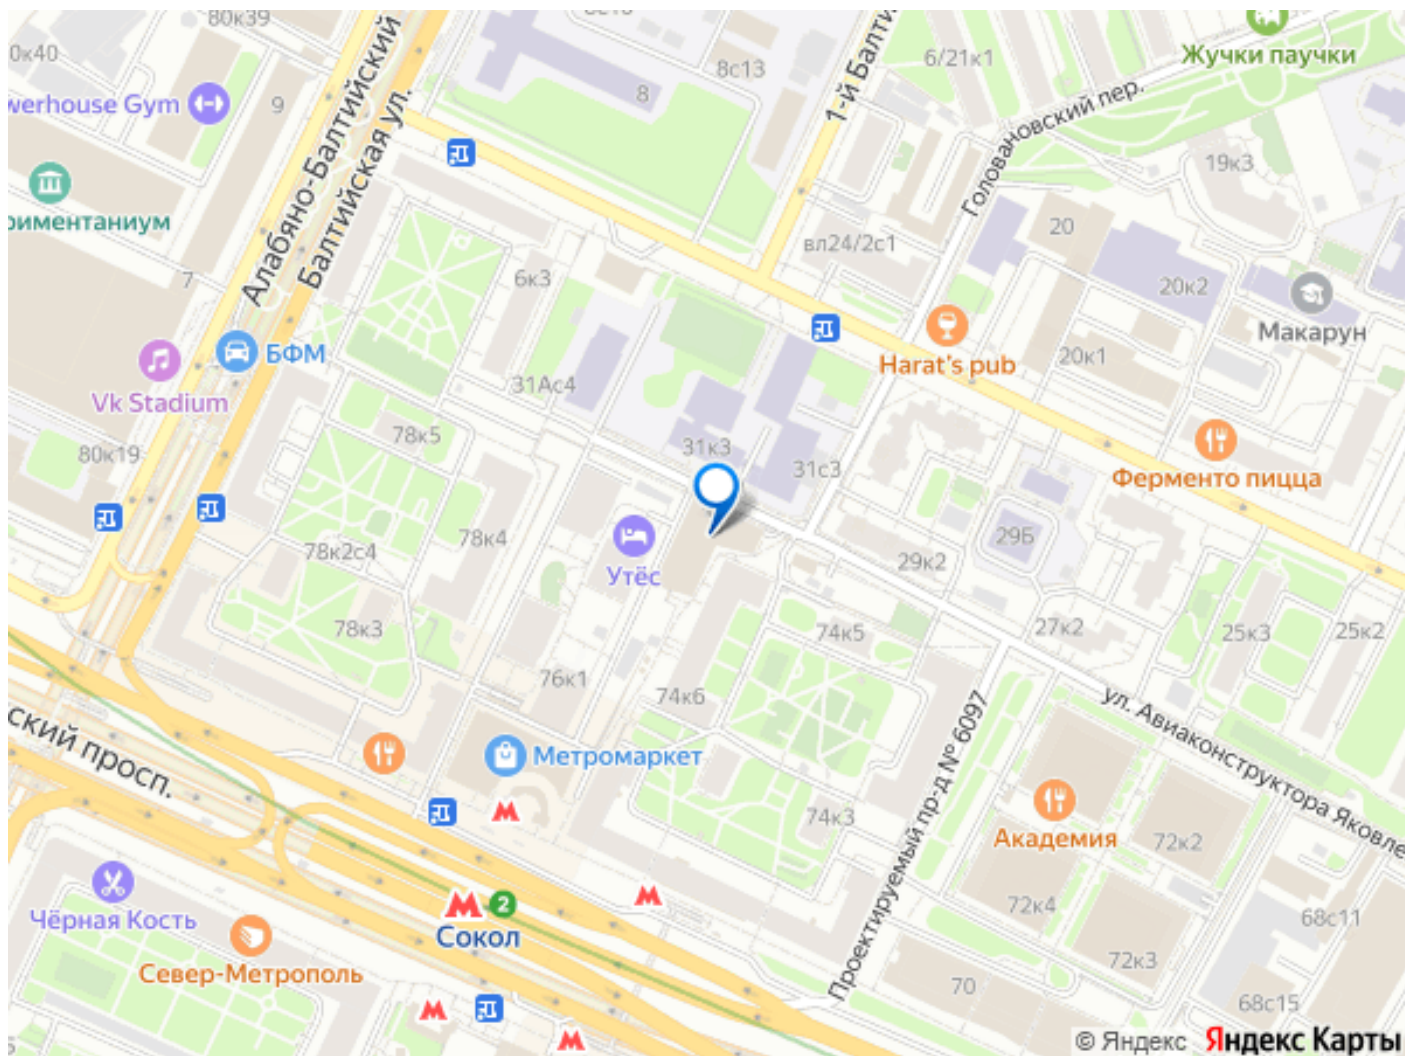 80к39
8с13
6/21к1
Жучки паучки
0к40
8
1-й Балти
Головановский пер.
werhouse Gym
9
Алабяно-Балтийский
Балтийская ул.
19к3
риментаниум
вл24/2с1
20
7
6к3
20к2
Макарун
БФМ
Harat's pub
20к1
Vk Stadium
31Ас4
80к19
78к5
31к3
31с3
Ферменто пицца
78к2с4
78к4
Утёс
29Б
29к2
78к3
74к5
27к2
25к3
25к2
76к1
74к6
ский просп.
Метромаркет
Проектируемый пр-д № 6097
ул. Авиаконструктора Яковле
74к3
Академия
72к2
Чёрная Кость
2
Сокол
72к4
68с11
Север-Метрополь
70
72к3
68с15
© Яндекс Яндекс Карты